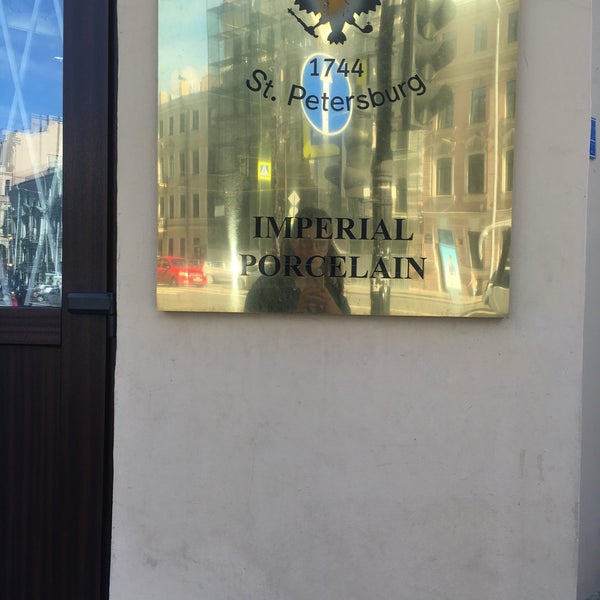 1744
St. Petersburg
IMPERIAL
PORCELAIN